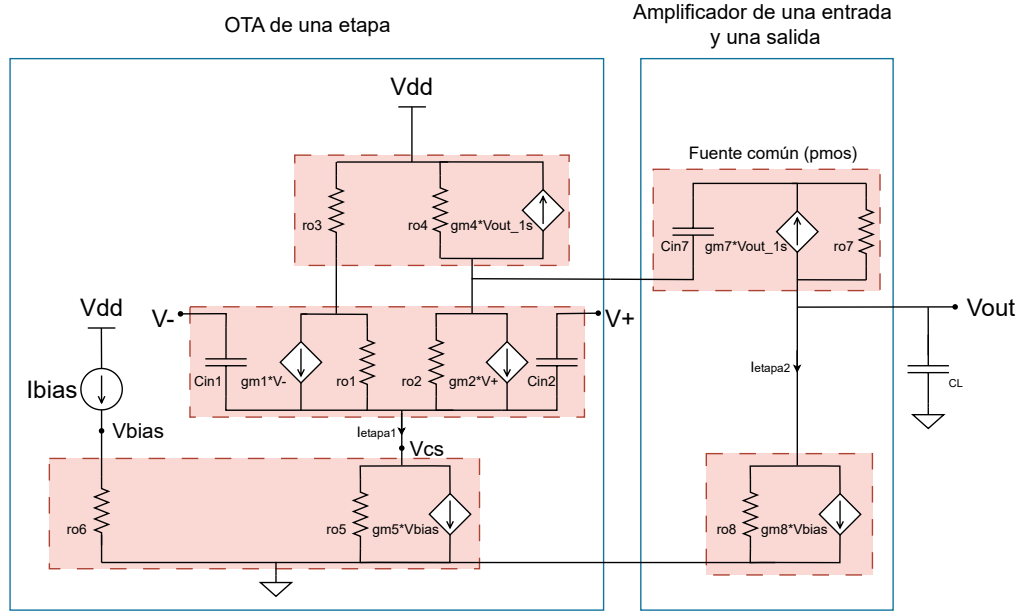 OTA de una etapa
Amplificador de una entrada
y una salida
Vdd
Fuente común (pmos)
ro3
ro4
gm4*Vout_1s
Cin7
gm7*Vout_1s
ro7
Vdd
V-
V+
Vout
Cin1
gm1*V-
ro1
ro2
gm2*V+
Cin2
Ietapa2
CL
Ibias
Vbias
Ietapa1
Vcs
ro6
ro5
gm5*Vbias
ro8
gm8*Vbias